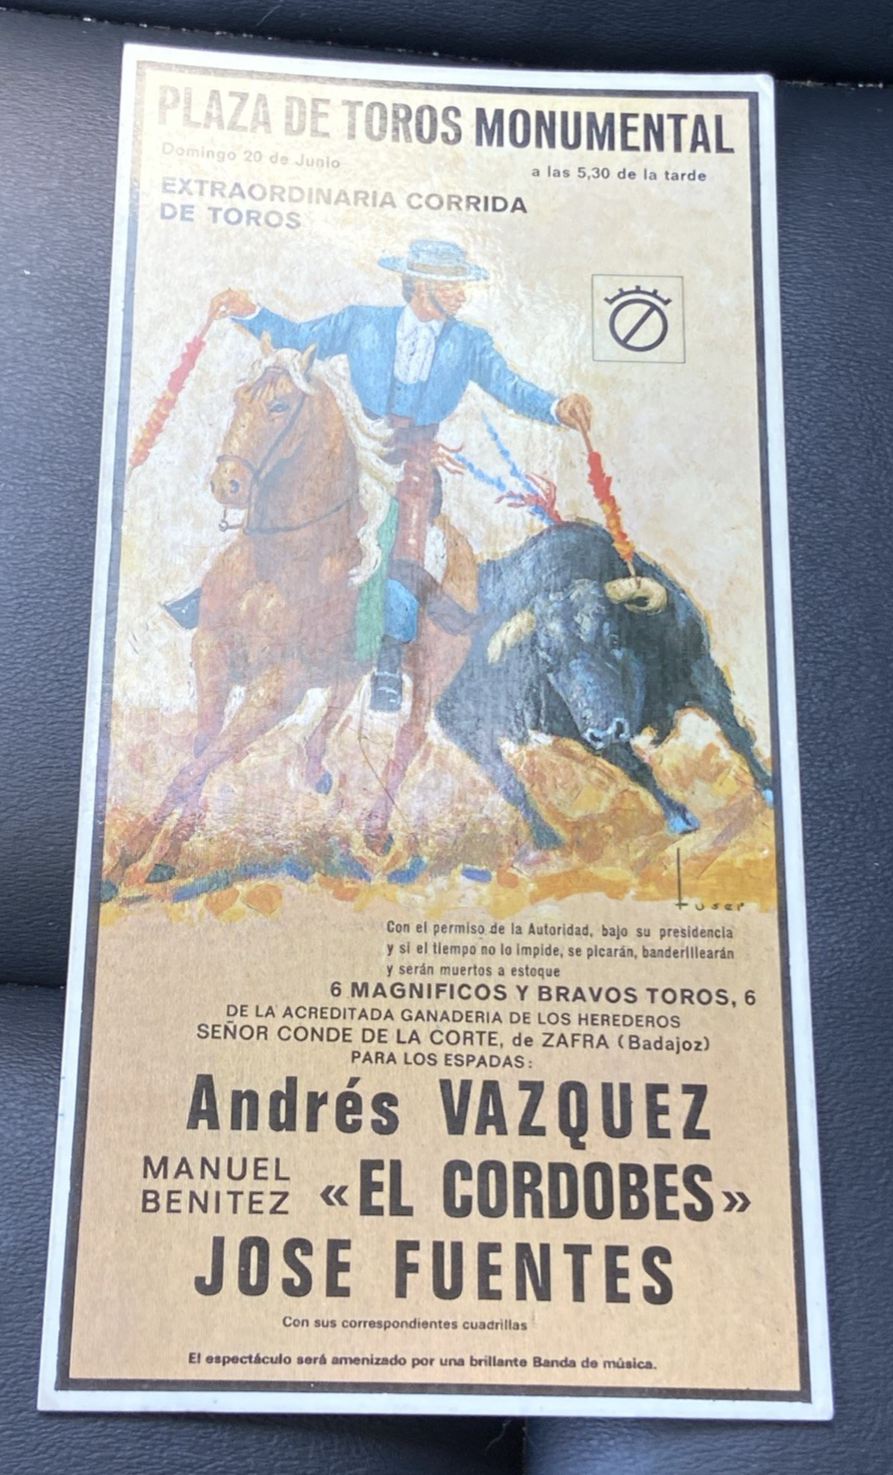 PLAZA DE TOROS MONUMENTAL
Domingo 20 de Junio
a las 5,30 de la tarde
EXTRAORDINARIA CORRIDA
DE TOROS
tuser
Con el permiso de la Autoridad, bajo su presidencia
y si el tiempo no lo impide, se picarán, banderillearán
y serán muertos a estoque
6 MAGNIFICOS Y BRAVOS TOROS, 6
DE LA ACREDITADA GANADERIA DE LOS HEREDEROS
SEÑOR CONDE DE LA CORTE, de ZAFRA (Badajoz)
PARA LOS ESPADAS:
Andrés VAZQUEZ
MANUEL
BENITEZ «EL CORDOBES»
JOSE FUENTES
Con sus correspondientes cuadrillas
El espectáculo será amenizado por una brillante Banda de música.